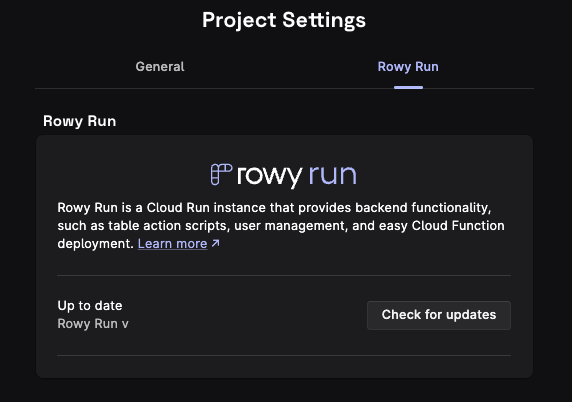 Project Settings
General
Rowy Run
Rowy Run
rowy run
Rowy Run is a Cloud Run instance that provides backend functionality,
such as table action scripts, user management, and easy Cloud Function
deployment. Learn more ↗
Up to date
Rowy Run v
Check for updates